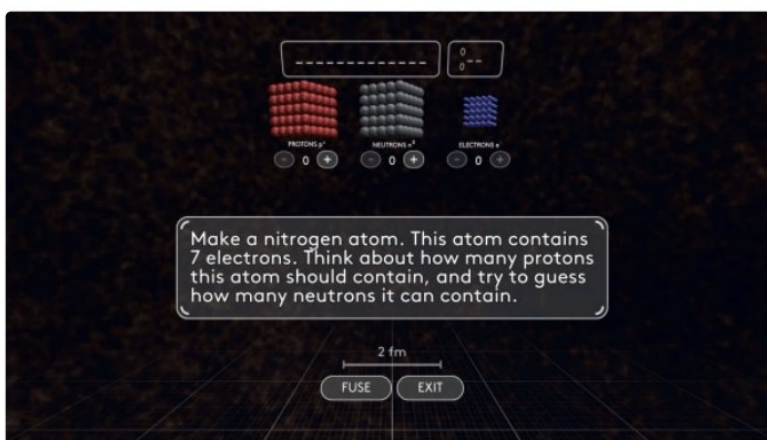 -------------
0
0 --
PROTONS p⁺ NEUTRONS n⁰ ELECTRONS e⁻
- 0 + - 0 + - 0 +
Make a nitrogen atom. This atom contains
7 electrons. Think about how many protons
this atom should contain, and try to guess
how many neutrons it can contain.
2 fm
FUSE EXIT